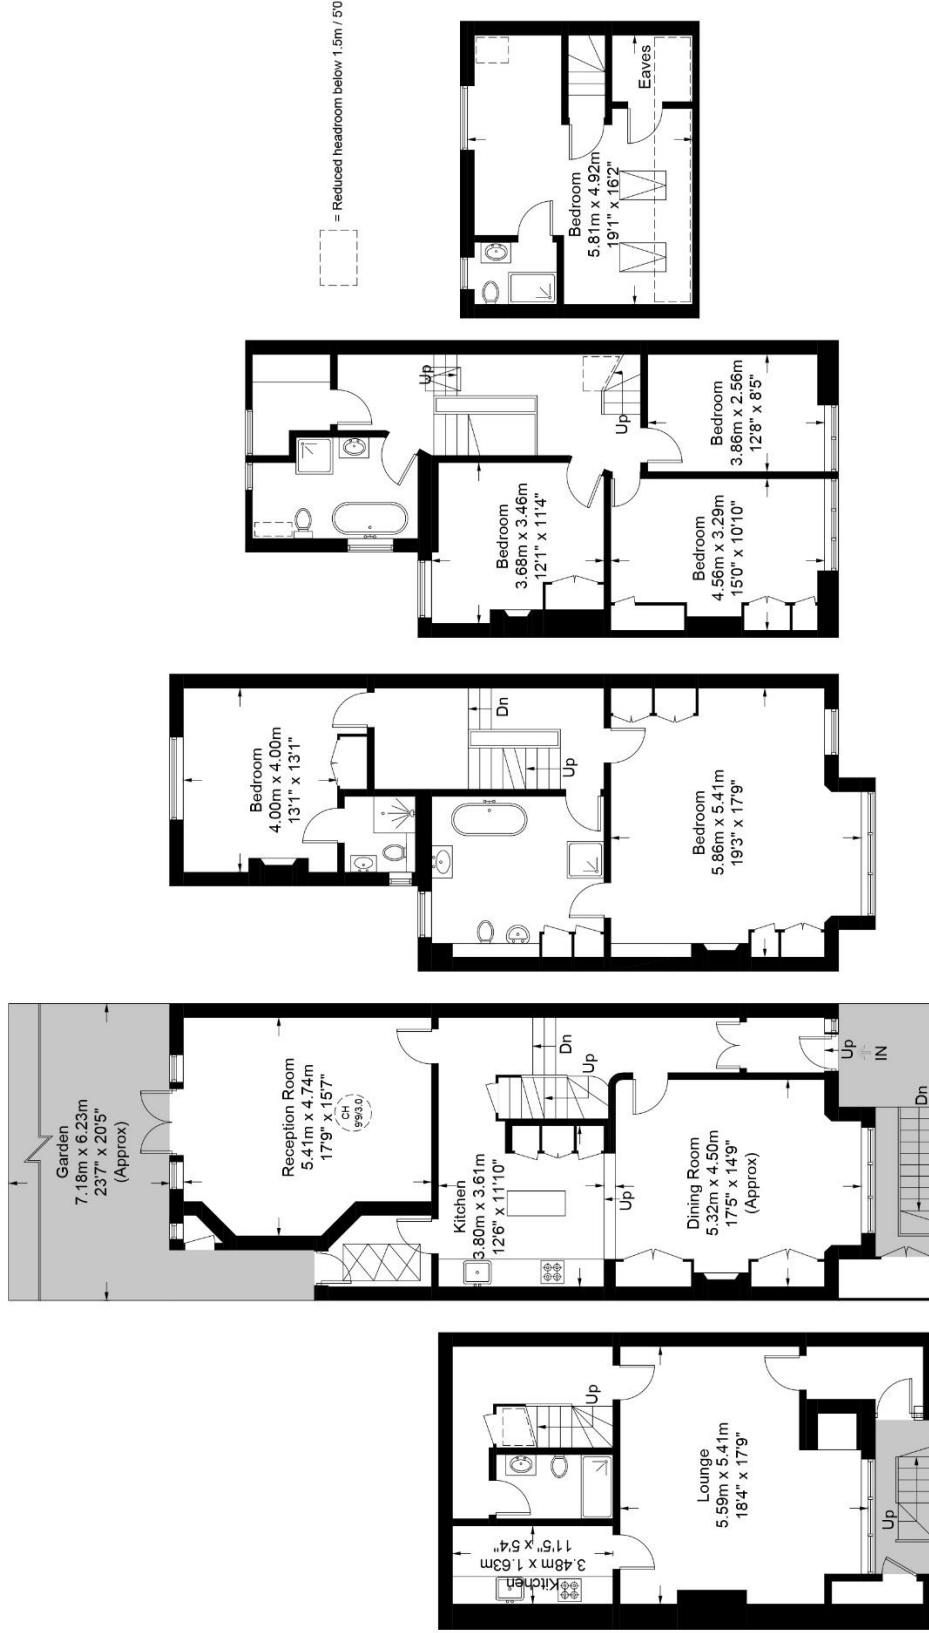 Kitchen
3.48m x 1.63m
11'5" x 5'4"
Up
Lounge
5.59m x 5.41m
18'4" x 17'9"
Up
Garden
7.18m x 6.23m
23'7" x 20'5"
(Approx)
Reception Room
5.41m x 4.74m
17'9" x 15'7"
CH
9'9/3.0
Kitchen
3.80m x 3.61m
12'6" x 11'10"
Dn
Up
Up
Dining Room
5.32m x 4.50m
17'5" x 14'9"
(Approx)
Up
IN
Dn
Bedroom
4.00m x 4.00m
13'1" x 13'1"
Dn
Up
Bedroom
5.86m x 5.41m
19'3" x 17'9"
Up
Bedroom
3.68m x 3.46m
12'1" x 11'4"
Up
Bedroom
4.56m x 3.29m
15'0" x 10'10"
Bedroom
3.86m x 2.56m
12'8" x 8'5"
Eaves
Bedroom
5.81m x 4.92m
19'1" x 16'2"
= Reduced headroom below 1.5m / 5'0